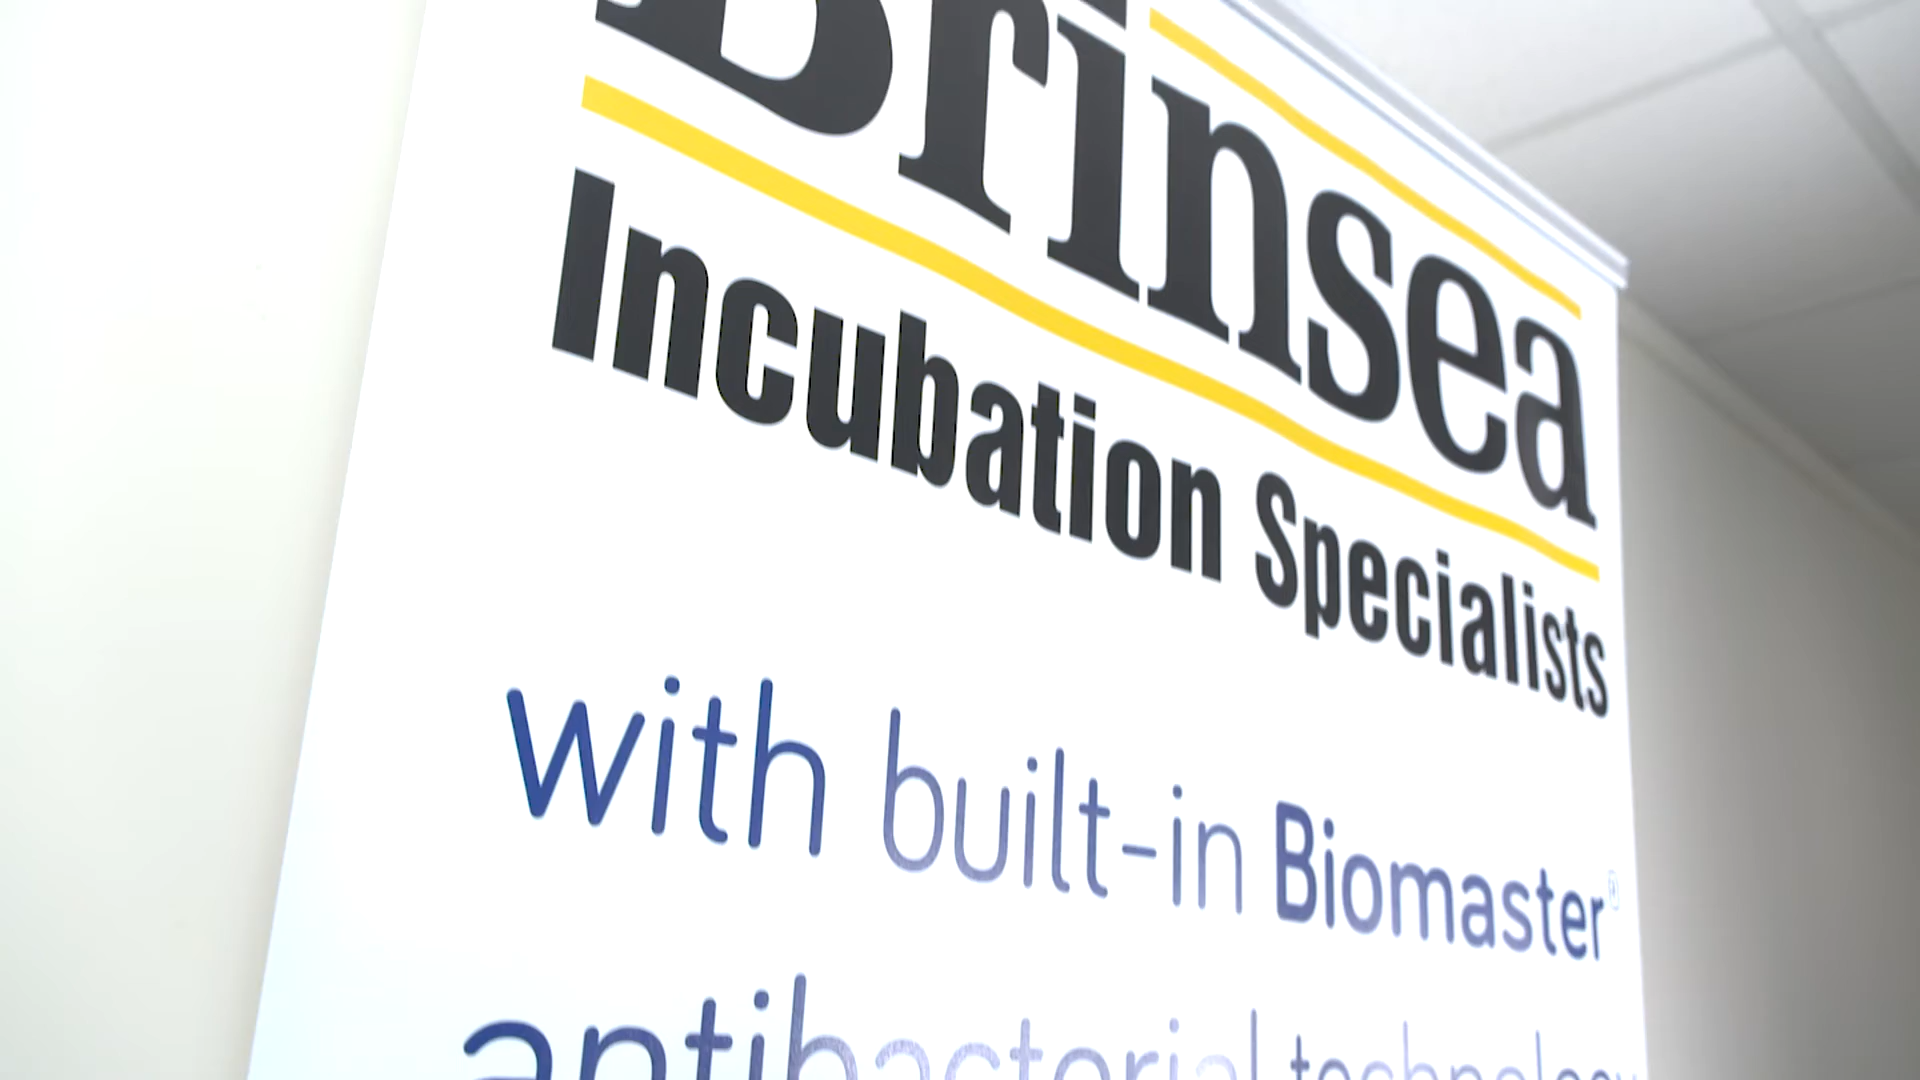 Brinsea
Incubation Specialists
with built-in Biomaster®
antibacterial technology